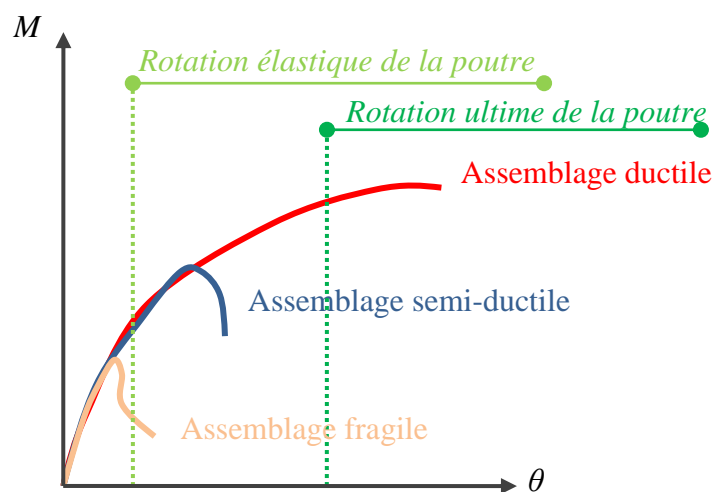 M
Rotation élastique de la poutre
Rotation ultime de la poutre
Assemblage ductile
Assemblage semi-ductile
Assemblage fragile
θ